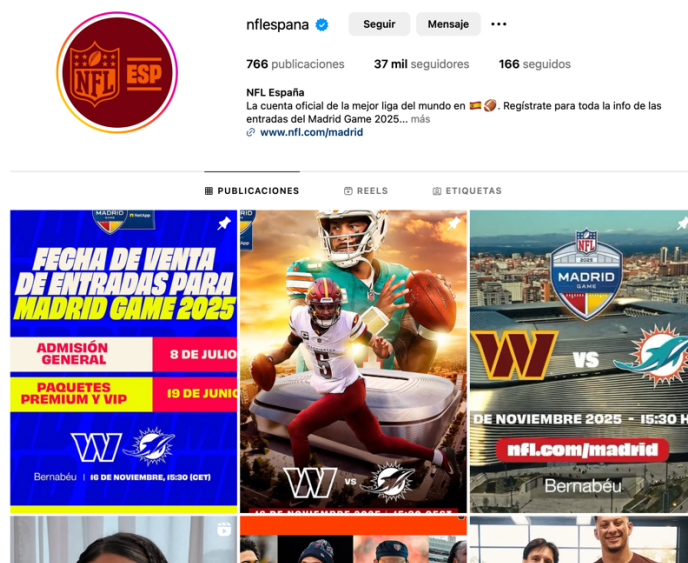 nflespana
Seguir
Mensaje
NFL
ESP
766 publicaciones
37 mil seguidores
166 seguidos
NFL España
La cuenta oficial de la mejor liga del mundo en 🇪🇸🏈. Regístrate para toda la info de las
entradas del Madrid Game 2025... más
www.nfl.com/madrid
PUBLICACIONES
REELS
ETIQUETAS
MADRID
GAME
NetApp
FECHA DE VENTA
DE ENTRADAS PARA
MADRID GAME 2025
ADMISIÓN
GENERAL
8 DE JULIO
PAQUETES
PREMIUM Y VIP
19 DE JUNIO
Bernabéu | 16 DE NOVIEMBRE, 15:30 (CET)
5
VS
NFL
2025
MADRID
GAME
VS
DE NOVIEMBRE 2025 - 15:30 H
nfl.com/madrid
Bernabéu